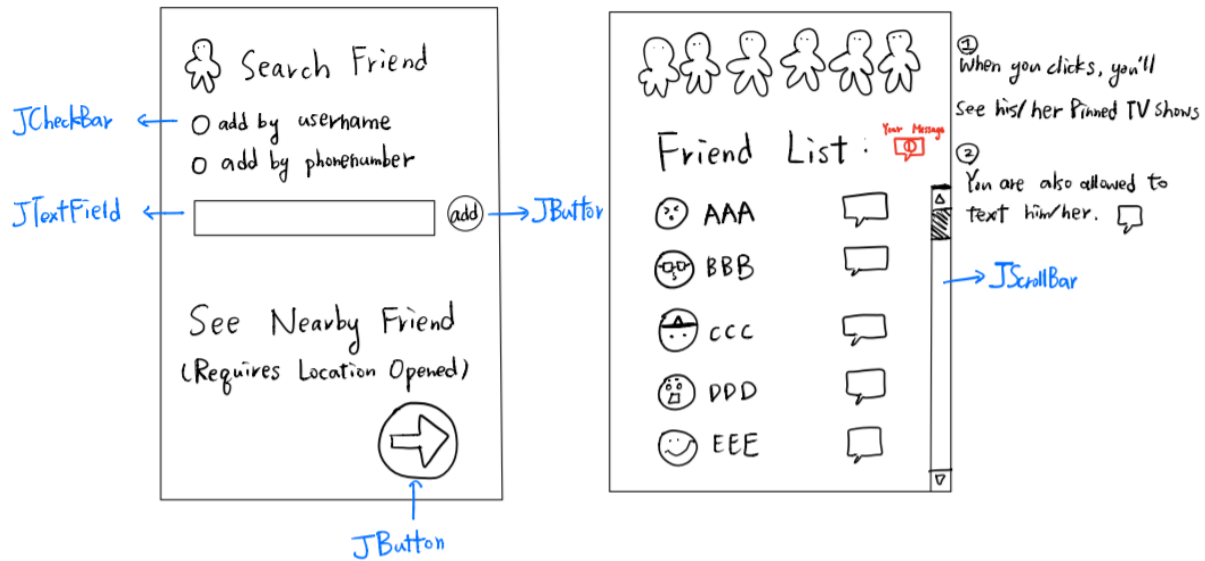 Search Friend
JCheckBar
add by username
add by phonenumber
JTextField
add
JButton
See Nearby Friend
(Requires Location Opened)
JButton
Your Message
Friend List :
AAA
BBB
CCC
DDD
EEE
JScrollBar
①
When you clicks, you'll
see his/her Pinned TV shows
②
You are also allowed to
text him/her.